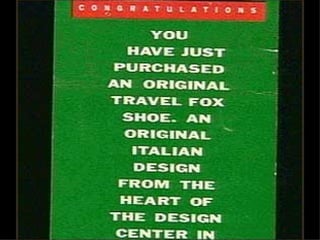 CONGRATULATIONS
YOU
HAVE JUST
PURCHASED
AN ORIGINAL
TRAVEL FOX
SHOE. AN
ORIGINAL
ITALIAN
DESIGN
FROM THE
HEART OF
THE DESIGN
CENTER IN